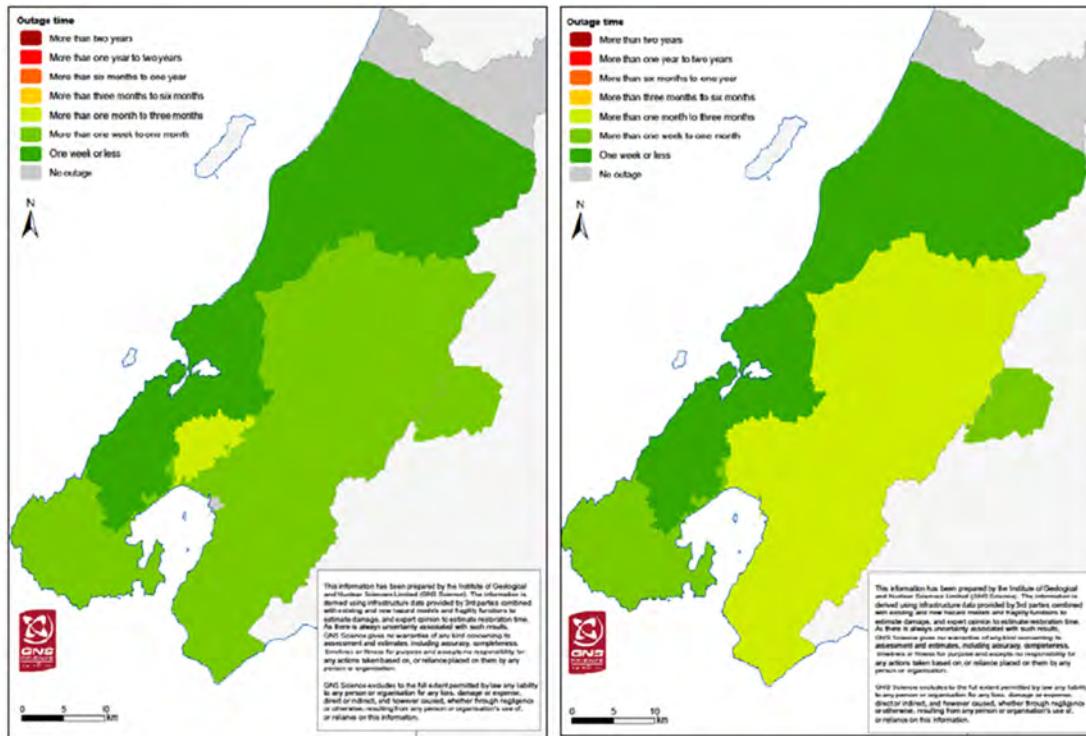 Outage time
More than two years
More than one year to two years
More than six months to one year
More than three months to six months
More than one month to three months
More than one week to one month
One week or less
No outage
N
This information has been prepared by the Institute of Geological
and Nuclear Sciences Limited (GNS Science). The information is
derived using infrastructure data provided by 3rd parties combined
with existing and new hazard models and fragility functions to
estimate damage, and expert opinion to estimate restoration time.
As there is always uncertainty associated with such results,
GNS Science gives no warranties of any kind concerning its
assessment and estimates, including accuracy, completeness,
timeliness or fitness for purpose and accepts no responsibility for
any actions taken based on, or reliance placed on them by any
person or organisation.
GNS Science excludes to the full extent permitted by law any liability
to any person or organisation for any loss, damage or expense,
direct or indirect, and however caused, whether through negligence
or otherwise, resulting from any person or organisation's use of,
or reliance on this information.
GNS
SCIENCE
0 5 10
km
Outage time
More than two years
More than one year to two years
More than six months to one year
More than three months to six months
More than one month to three months
More than one week to one month
One week or less
No outage
N
This information has been prepared by the Institute of Geological
and Nuclear Sciences Limited (GNS Science). The information is
derived using infrastructure data provided by 3rd parties combined
with existing and new hazard models and fragility functions to
estimate damage, and expert opinion to estimate restoration time.
As there is always uncertainty associated with such results,
GNS Science gives no warranties of any kind concerning its
assessment and estimates, including accuracy, completeness,
timeliness or fitness for purpose and accepts no responsibility for
any actions taken based on, or reliance placed on them by any
person or organisation.
GNS Science excludes to the full extent permitted by law any liability
to any person or organisation for any loss, damage or expense,
direct or indirect, and however caused, whether through negligence
or otherwise, resulting from any person or organisation's use of,
or reliance on this information.
GNS
SCIENCE
0 5 10
km